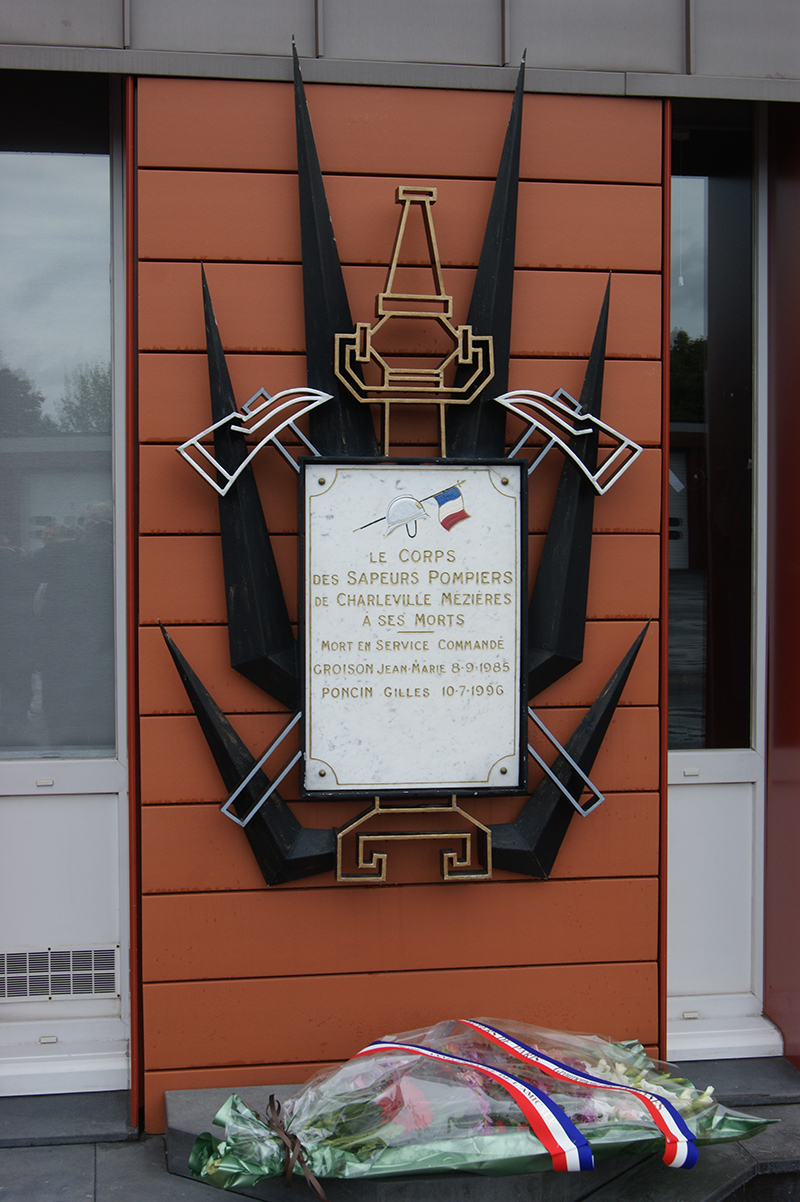 LE CORPS
DES SAPEURS POMPIERS
DE CHARLEVILLE MÉZIÈRES
À SES MORTS
MORT EN SERVICE COMMANDÉ
GROISON JEAN-MARIE 8-9-1985
PONCIN GILLES 10-7-1996